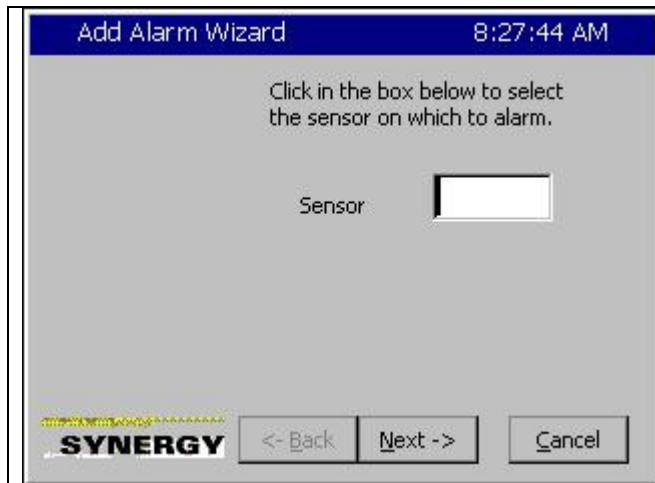 Add Alarm Wizard 8:27:44 AM
Click in the box below to select
the sensor on which to alarm.
Sensor
SYNERGY <- Back Next -> Cancel